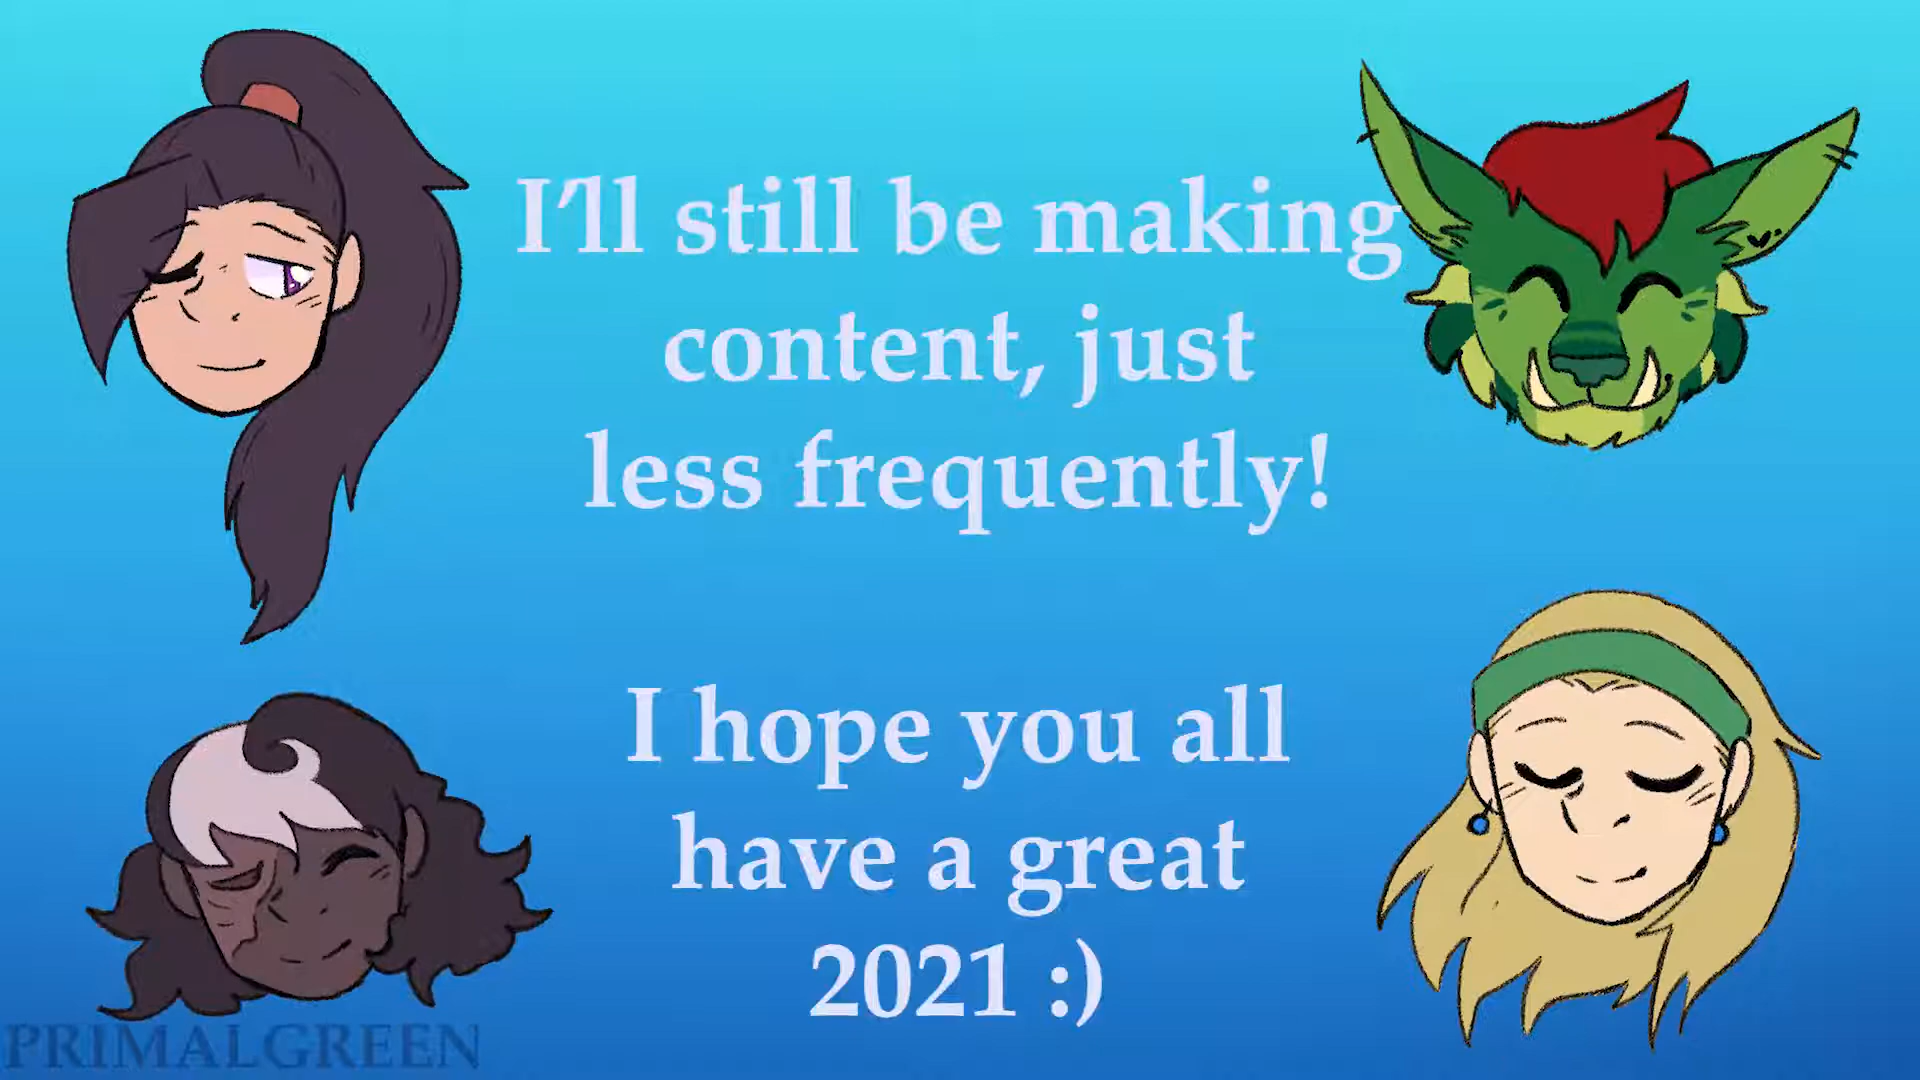 I'll still be making
content, just
less frequently!
I hope you all
have a great
2021 :)
PRIMALGREEN